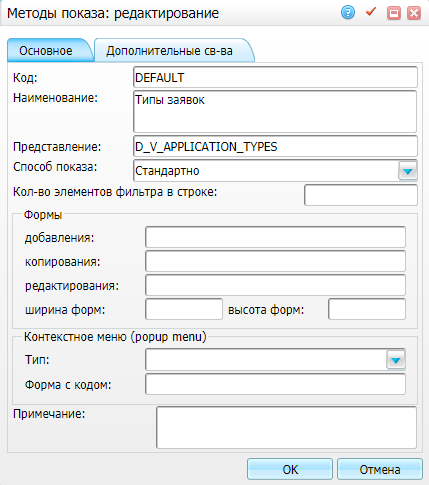 Методы показа: редактирование
Основное Дополнительные св-ва
Код: DEFAULT
Наименование: Типы заявок
Представление: D_V_APPLICATION_TYPES
Способ показа: Стандартно
Кол-во элементов фильтра в строке:
Формы
добавления:
копирования:
редактирования:
ширина форм: высота форм:
Контекстное меню (popup menu)
Тип:
Форма с кодом:
Примечание:
OK Отмена